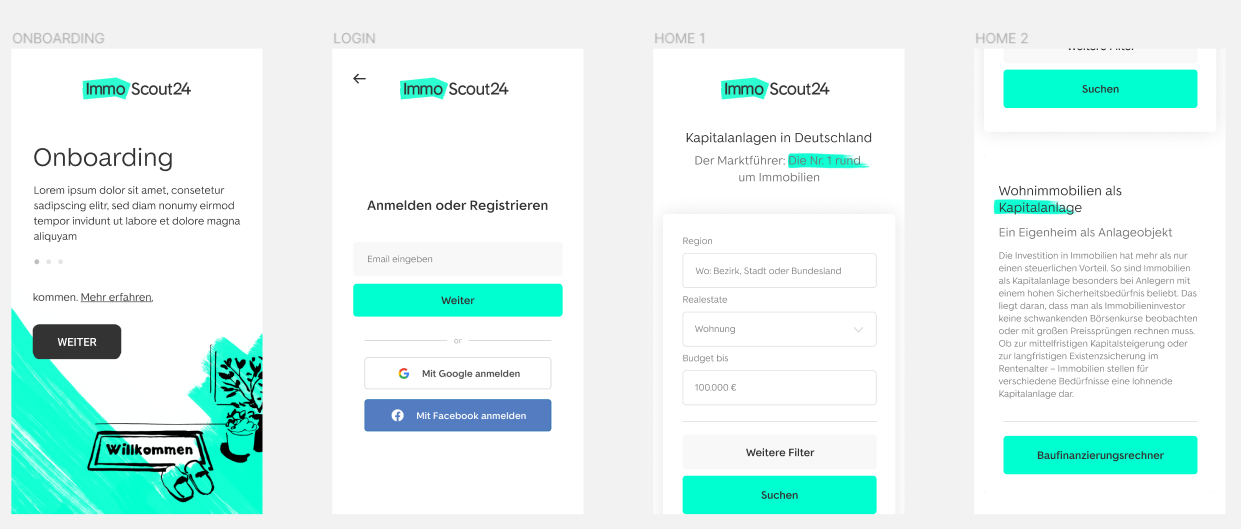 ONBOARDING
ImmoScout24
Onboarding
Lorem ipsum dolor sit amet, consetetur
sadipscing elitr, sed diam nonumy eirmod
tempor invidunt ut labore et dolore magna
aliquyam
kommen. Mehr erfahren.
WEITER
Willkommen
LOGIN
ImmoScout24
Anmelden oder Registrieren
Email eingeben
Weiter
or
Mit Google anmelden
Mit Facebook anmelden
HOME 1
ImmoScout24
Kapitalanlagen in Deutschland
Der Marktführer: Die Nr. 1 rund
um Immobilien
Region
Wo: Bezirk, Stadt oder Bundesland
Realestate
Wohnung
Budget bis
100.000 €
Weitere Filter
Suchen
HOME 2
Weitere Filter
Suchen
Wohnimmobilien als
Kapitalanlage
Ein Eigenheim als Anlageobjekt
Die Investition in Immobilien hat mehr als nur
einen steuerlichen Vorteil. So sind Immobilien
als Kapitalanlage besonders bei Anlegern mit
einem hohen Sicherheitsbedürfnis beliebt. Das
liegt daran, dass man als Immobilieninvestor
keine schwankenden Börsenkurse beobachten
oder mit großen Preissprüngen rechnen muss.
Ob zur mittelfristigen Kapitalsteigerung oder
zur langfristigen Existenzsicherung im
Rentenalter – Immobilien stellen für
verschiedene Bedürfnisse eine lohnende
Kapitalanlage dar.
Baufinanzierungsrechner